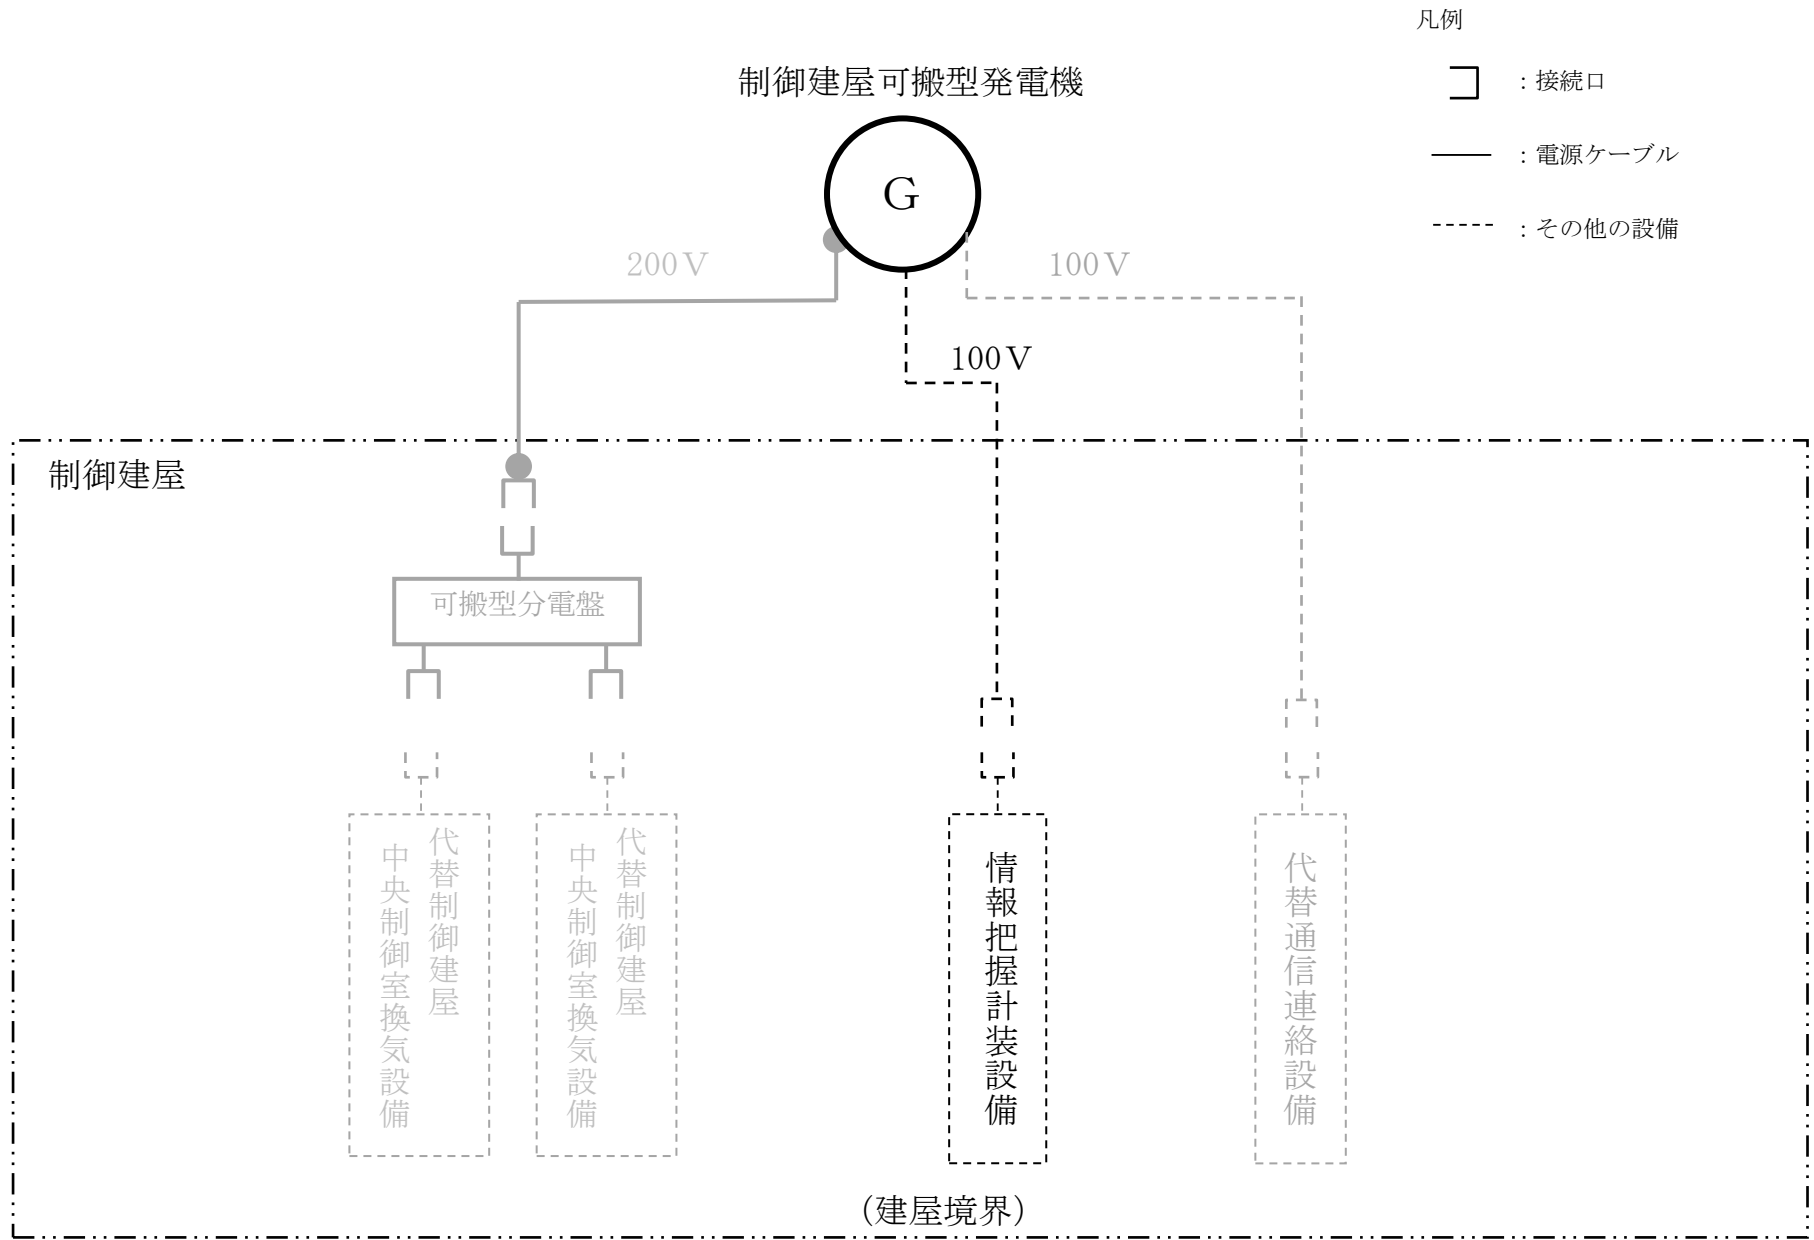 凡例
：接続口
：電源ケーブル
：その他の設備
制御建屋可搬型発電機
G
200V
100V
100V
制御建屋
可搬型分電盤
代替制御建屋
中央制御室換気設備
代替制御建屋
中央制御室換気設備
情報把握計装設備
代替通信連絡設備
（建屋境界）